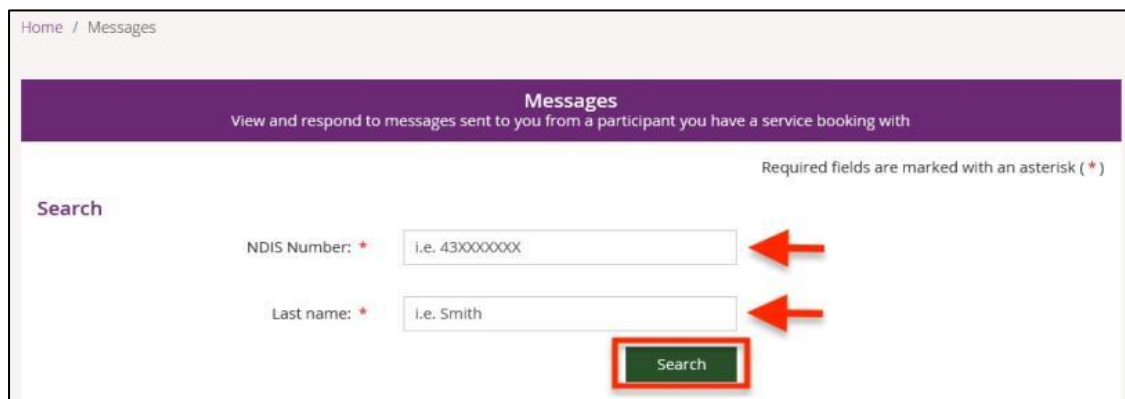 Home / Messages
Messages
View and respond to messages sent to you from a participant you have a service booking with
Required fields are marked with an asterisk (*)
Search
NDIS Number: * i.e. 43XXXXXXX
Last name: * i.e. Smith
Search